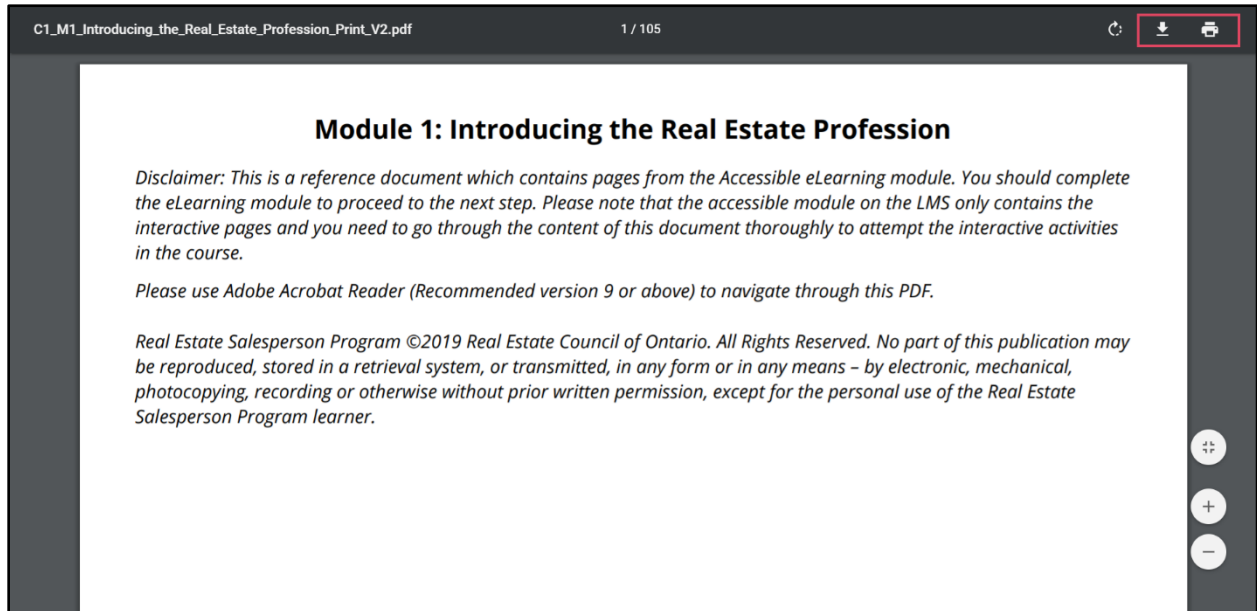 C1_M1_Introducing_the_Real_Estate_Profession_Print_V2.pdf
1 / 105
Module 1: Introducing the Real Estate Profession
Disclaimer: This is a reference document which contains pages from the Accessible eLearning module. You should complete
the eLearning module to proceed to the next step. Please note that the accessible module on the LMS only contains the
interactive pages and you need to go through the content of this document thoroughly to attempt the interactive activities
in the course.
Please use Adobe Acrobat Reader (Recommended version 9 or above) to navigate through this PDF.
Real Estate Salesperson Program ©2019 Real Estate Council of Ontario. All Rights Reserved. No part of this publication may
be reproduced, stored in a retrieval system, or transmitted, in any form or in any means – by electronic, mechanical,
photocopying, recording or otherwise without prior written permission, except for the personal use of the Real Estate
Salesperson Program learner.